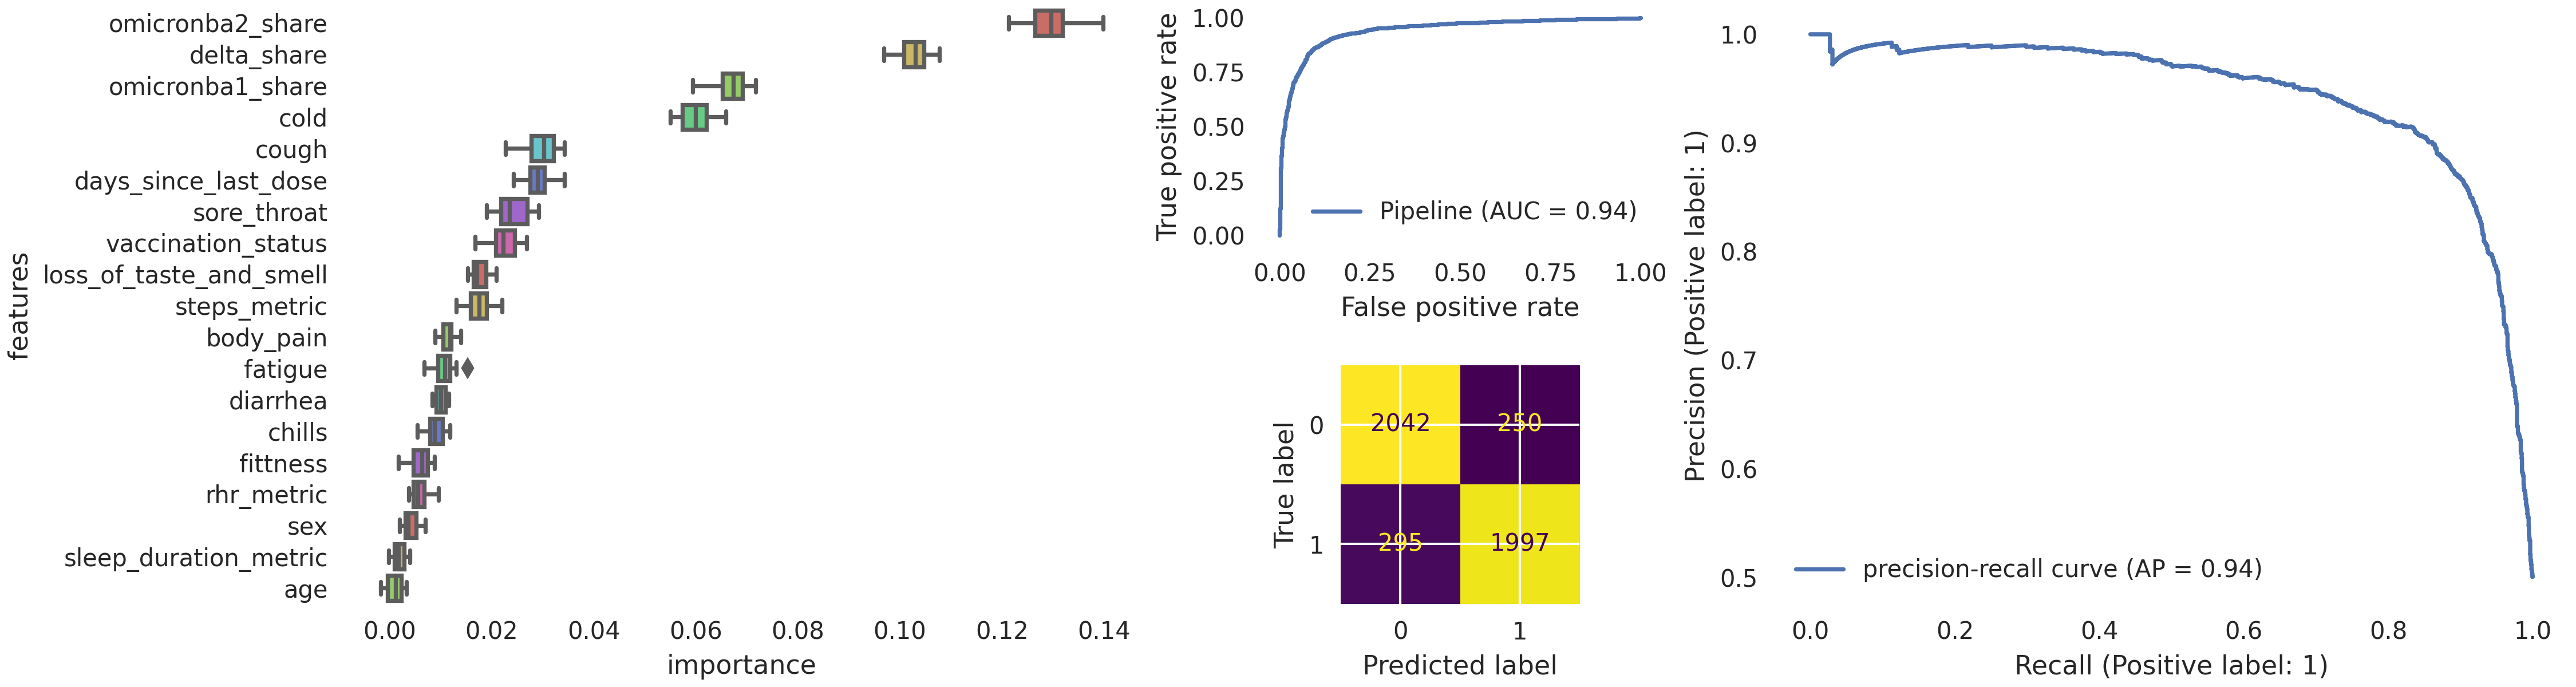 features
omicronba2_share
delta_share
omicronba1_share
cold
cough
days_since_last_dose
sore_throat
vaccination_status
loss_of_taste_and_smell
steps_metric
body_pain
fatigue
diarrhea
chills
fittness
rhr_metric
sex
sleep_duration_metric
age
0.00 0.02 0.04 0.06 0.08 0.10 0.12 0.14
importance
True positive rate
1.00
0.75
0.50
0.25
0.00
Pipeline (AUC = 0.94)
0.00 0.25 0.50 0.75 1.00
False positive rate
True label
0
1
2042 250
295 1997
0 1
Predicted label
Precision (Positive label: 1)
1.0
0.9
0.8
0.7
0.6
0.5
precision-recall curve (AP = 0.94)
0.0 0.2 0.4 0.6 0.8 1.0
Recall (Positive label: 1)